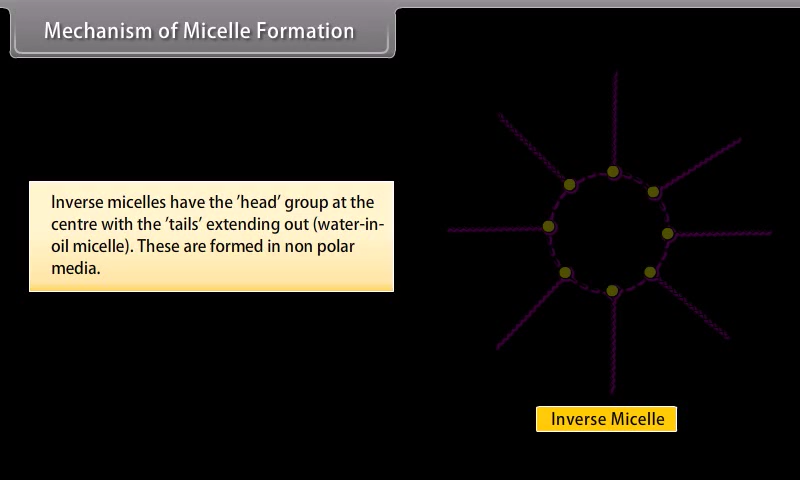 Mechanism of Micelle Formation
Inverse micelles have the 'head' group at the
centre with the 'tails' extending out (water-in-
oil micelle). These are formed in non polar
media.
Inverse Micelle